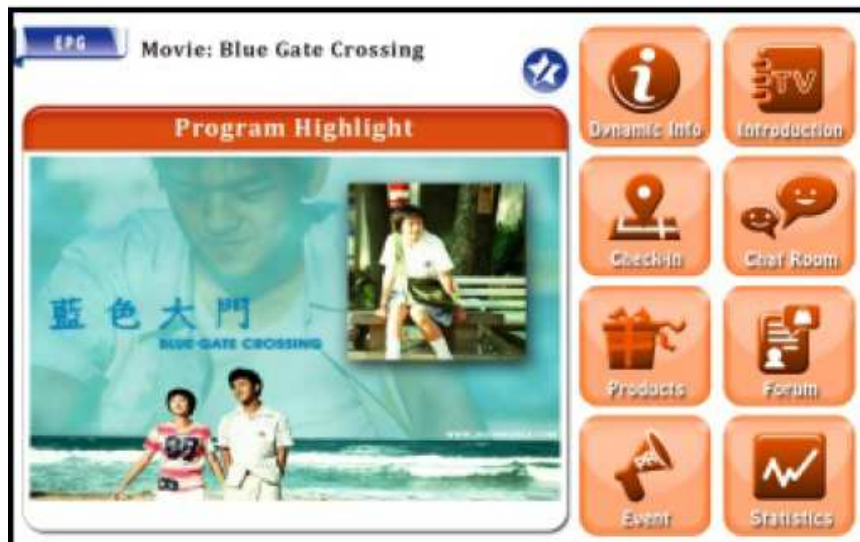 EPG
Movie: Blue Gate Crossing
Program Highlight
藍色大門
BLUE GATE CROSSING
Dynamic Info
Introduction
TV
Check-in
Chat Room
Products
Forum
Event
Statistics